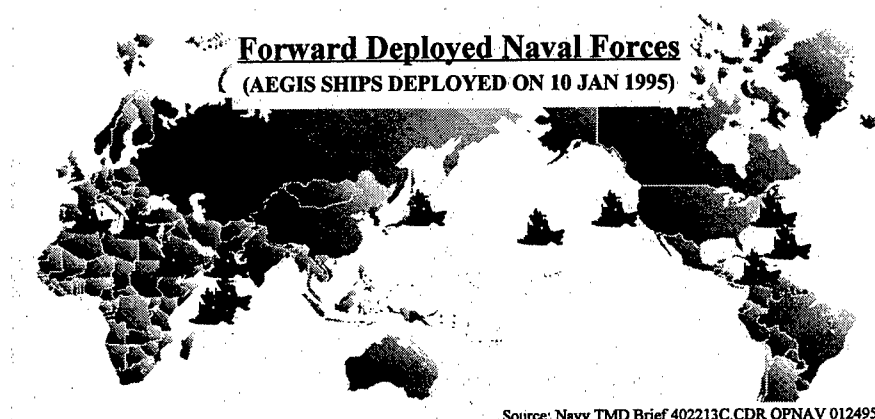 Forward Deployed Naval Forces
(AEGIS SHIPS DEPLOYED ON 10 JAN 1995)
Source: Navy TMD Brief 402213C.CDR OPNAV 012495